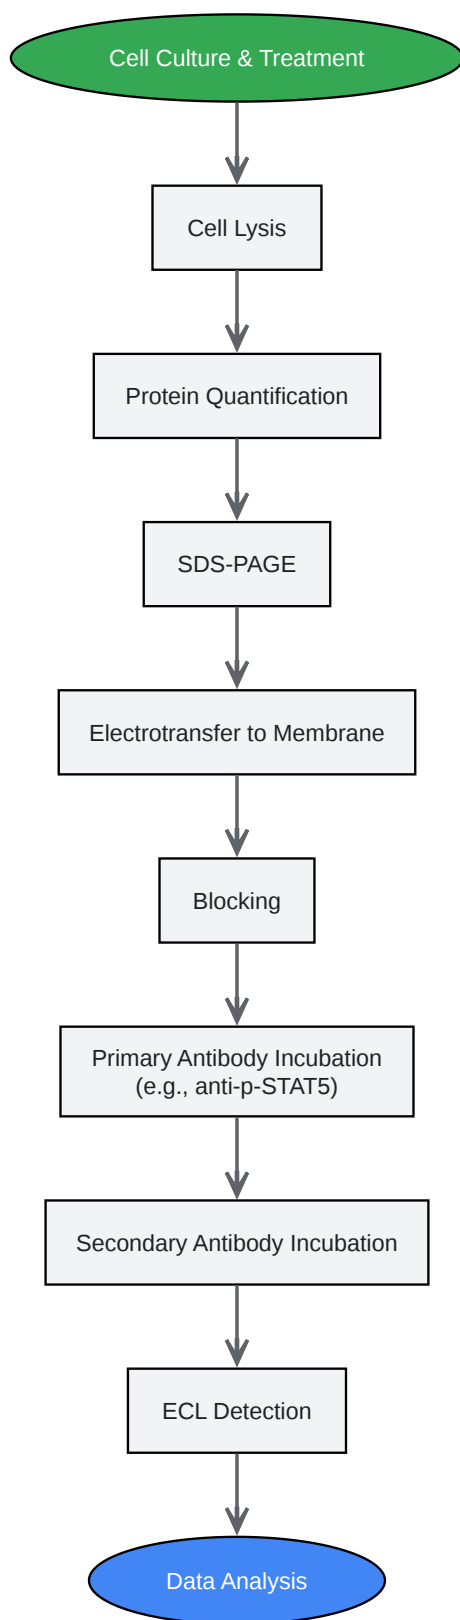 Cell Culture & Treatment
Cell Lysis
Protein Quantification
SDS-PAGE
Electrotransfer to Membrane
Blocking
Primary Antibody Incubation
(e.g., anti-p-STAT5)
Secondary Antibody Incubation
ECL Detection
Data Analysis